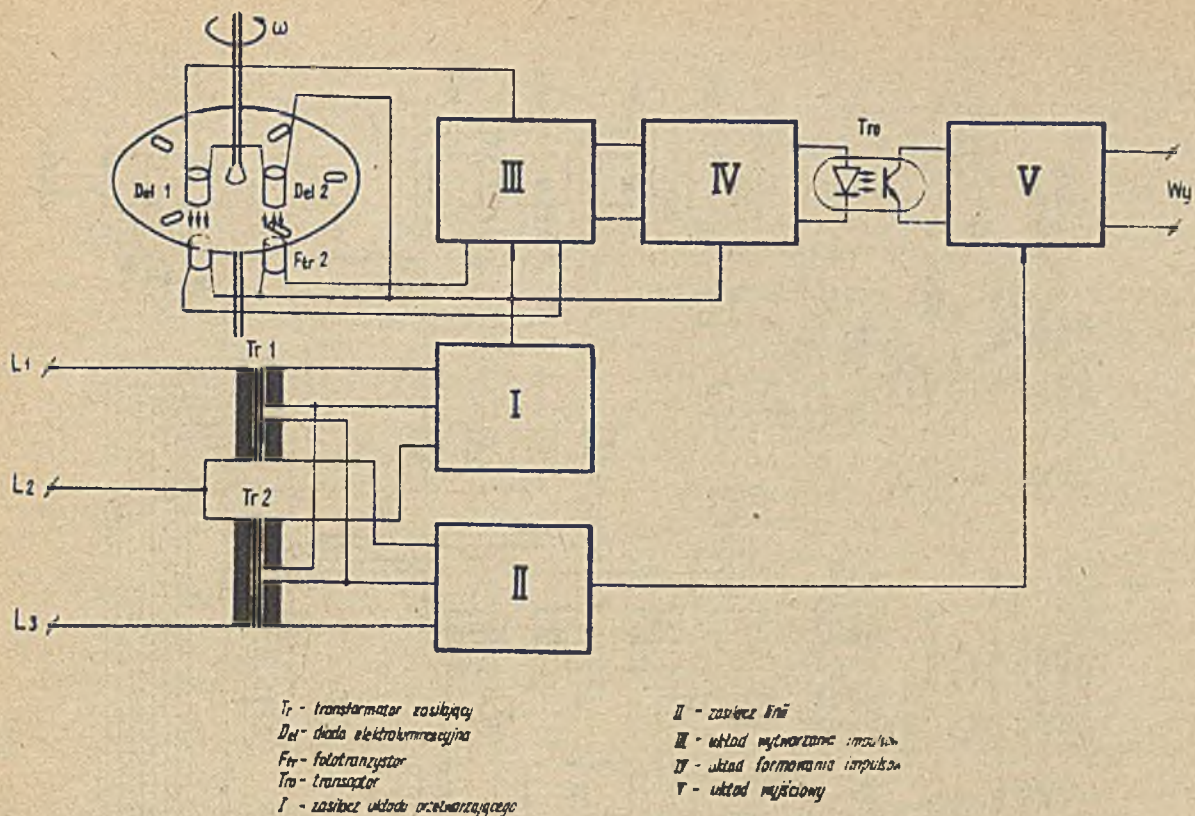 ω
Del 1
Del 2
Ftr 2
III
IV
Tro
V
Wy
Tr 1
L1
I
L2
Tr 2
II
L3
Tr - transformator zasilający
Del - dioda elektroluminescyjna
Ftr - fototranzystor
Tro - transoptor
I - zasilacz układu przetwarzającego
II - zasilacz linii
III - układ wytwarzania impulsów
IV - układ formowania impulsów
V - układ wyjściowy